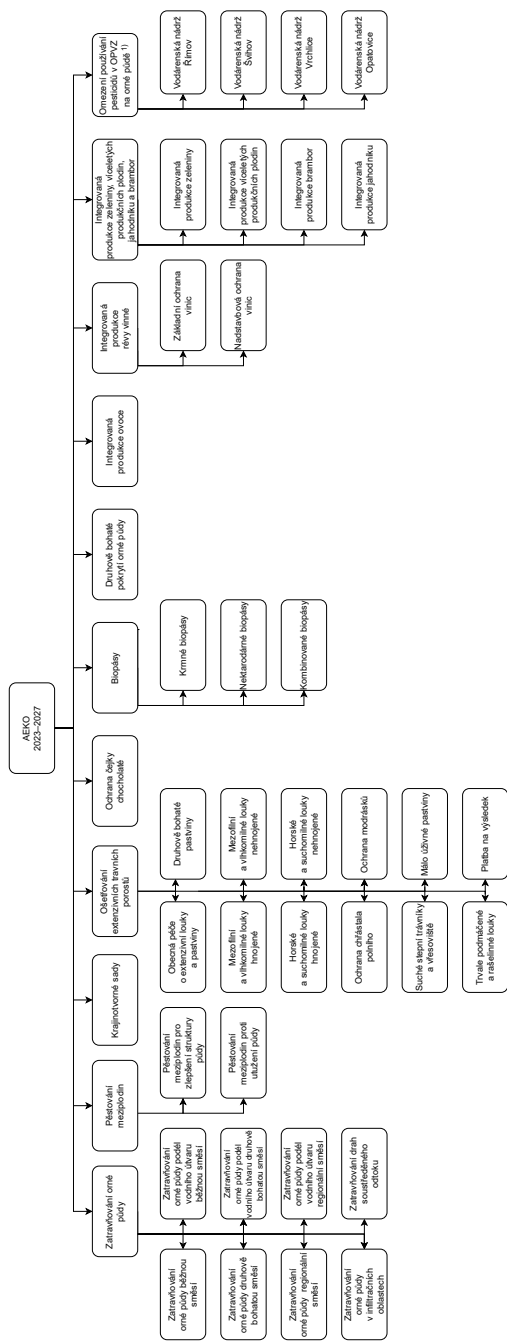 AEKO
2023–2027
Zatravňování orné
půdy
Pěstování
meziplodin
Krajinotvorné sady
Ošetřování
extenzivních travních
porostů
Ochrana čejky
chocholaté
Biopásy
Druhově bohaté
pokrytí orné půdy
Integrovaná
produkce ovoce
Integrovaná
produkce
révy vinné
Integrovaná
produkce zeleniny, víceletých
produkčních plodin,
jahodníku a brambor
Omezení používání
pesticidů v OPVZ
na orné půdě 1)
Zatravňování
orné půdy běžnou
směsí
Zatravňování
orné půdy druhově
bohatou směsí
Zatravňování
orné půdy regionální
směsí
Zatravňování
orné půdy
v infiltračních
oblastech
Zatravňování
orné půdy podél
vodního útvaru
běžnou směsí
Zatravňování
orné půdy podél
vodního útvaru druhově
bohatou směsí
Zatravňování
orné půdy podél
vodního útvaru
regionální směsí
Zatravňování drah
soustředěného
odtoku
Pěstování
meziplodin pro
zlepšení struktury
půdy
Pěstování
meziplodin proti
utužení půdy
Obecná péče
o extenzivní louky
a pastviny
Mezofilní
a vlhkomilné louky
hnojené
Horské
a suchomilné louky
hnojené
Ochrana chřástala
polního
Suché stepní trávníky
a vřesoviště
Trvale podmáčené
a rašelinné louky
Druhově bohaté
pastviny
Mezofilní
a vlhkomilné louky
nehnojené
Horské
a suchomilné louky
nehnojené
Ochrana modrásků
Málo úživné pastviny
Platba na výsledek
Krmné biopásy
Nektarodárné biopásy
Kombinované biopásy
Základní ochrana
vinic
Nadstavbová ochrana
vinic
Integrovaná
produkce zeleniny
Integrovaná
produkce víceletých
produkčních plodin
Integrovaná
produkce brambor
Integrovaná
produkce jahodníku
Vodárenská nádrž
Římov
Vodárenská nádrž
Švihov
Vodárenská nádrž
Vrchlice
Vodárenská nádrž
Opatovice